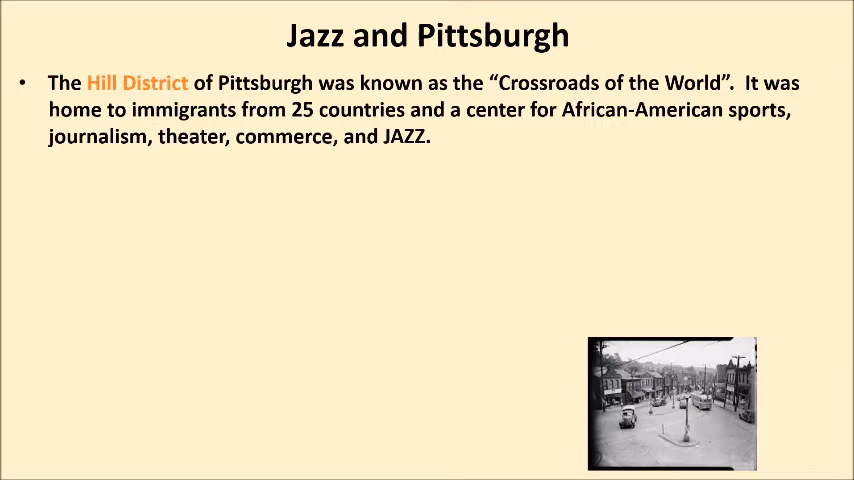 Jazz and Pittsburgh
• The Hill District of Pittsburgh was known as the “Crossroads of the World”.  It was
home to immigrants from 25 countries and a center for African-American sports,
journalism, theater, commerce, and JAZZ.